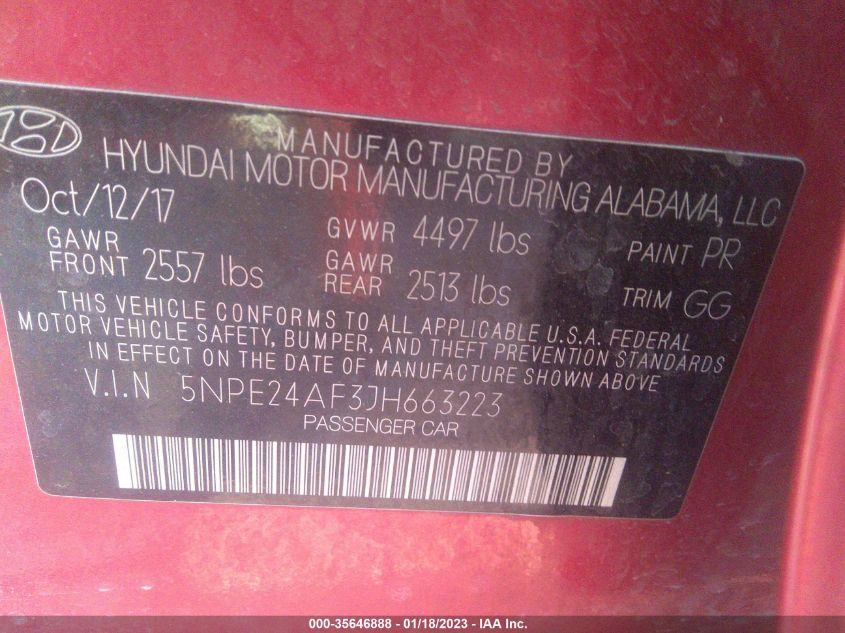 MANUFACTURED BY
HYUNDAI MOTOR MANUFACTURING ALABAMA, LLC
Oct/12/17
GAWR FRONT 2557 lbs
GVWR 4497 lbs
GAWR REAR 2513 lbs
PAINT PR
TRIM GG
THIS VEHICLE CONFORMS TO ALL APPLICABLE U.S.A. FEDERAL
MOTOR VEHICLE SAFETY, BUMPER, AND THEFT PREVENTION STANDARDS
IN EFFECT ON THE DATE OF MANUFACTURE SHOWN ABOVE
V.I.N 5NPE24AF3JH663223
PASSENGER CAR
000-35646888 - 01/18/2023 - IAA Inc.